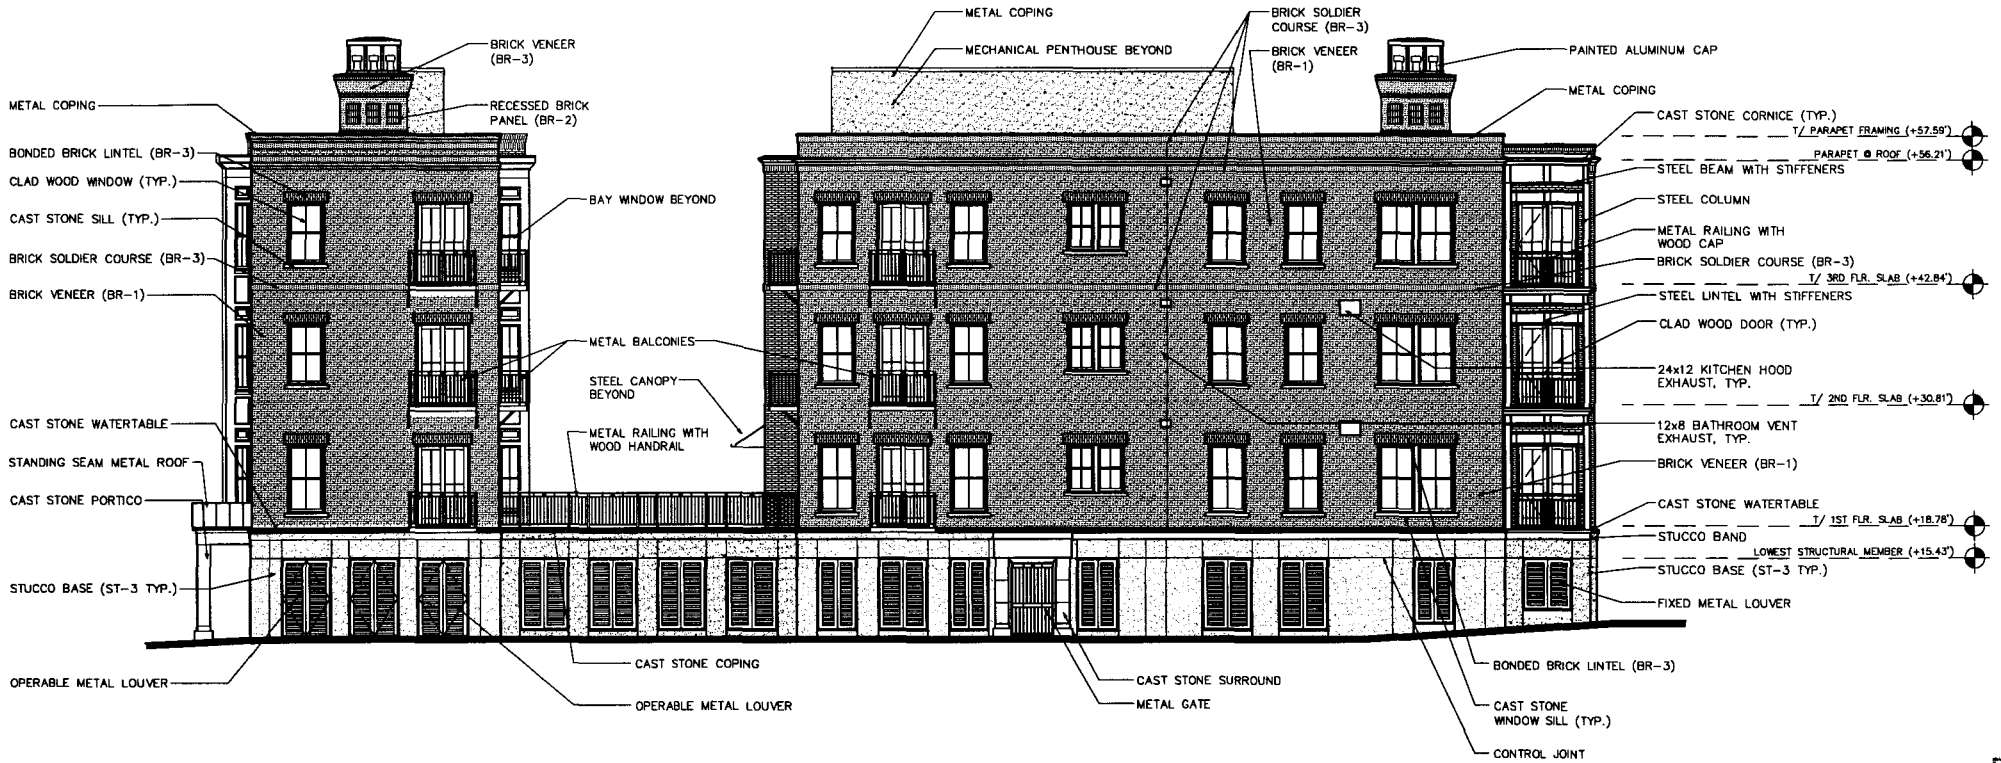 METAL COPING
BRICK SOLDIER
COURSE (BR-3)
BRICK VENEER
(BR-3)
MECHANICAL PENTHOUSE BEYOND
BRICK VENEER
(BR-1)
PAINTED ALUMINUM CAP
METAL COPING
RECESSED BRICK
PANEL (BR-2)
METAL COPING
CAST STONE CORNICE (TYP.)
T/ PARAPET FRAMING (+57.59')
BONDED BRICK LINTEL (BR-3)
PARAPET @ ROOF (+56.21')
STEEL BEAM WITH STIFFENERS
CLAD WOOD WINDOW (TYP.)
BAY WINDOW BEYOND
STEEL COLUMN
CAST STONE SILL (TYP.)
METAL RAILING WITH
WOOD CAP
BRICK SOLDIER COURSE (BR-3)
BRICK SOLDIER COURSE (BR-3)
T/ 3RD FLR. SLAB (+42.84')
BRICK VENEER (BR-1)
STEEL LINTEL WITH STIFFENERS
CLAD WOOD DOOR (TYP.)
METAL BALCONIES
STEEL CANOPY
BEYOND
24x12 KITCHEN HOOD
EXHAUST, TYP.
T/ 2ND FLR. SLAB (+30.81')
CAST STONE WATERTABLE
METAL RAILING WITH
WOOD HANDRAIL
12x8 BATHROOM VENT
EXHAUST, TYP.
STANDING SEAM METAL ROOF
BRICK VENEER (BR-1)
CAST STONE PORTICO
CAST STONE WATERTABLE
T/ 1ST FLR. SLAB (+18.78')
STUCCO BAND
LOWEST STRUCTURAL MEMBER (+15.43')
STUCCO BASE (ST-3 TYP.)
STUCCO BASE (ST-3 TYP.)
FIXED METAL LOUVER
OPERABLE METAL LOUVER
CAST STONE COPING
OPERABLE METAL LOUVER
CAST STONE SURROUND
METAL GATE
BONDED BRICK LINTEL (BR-3)
CAST STONE
WINDOW SILL (TYP.)
CONTROL JOINT